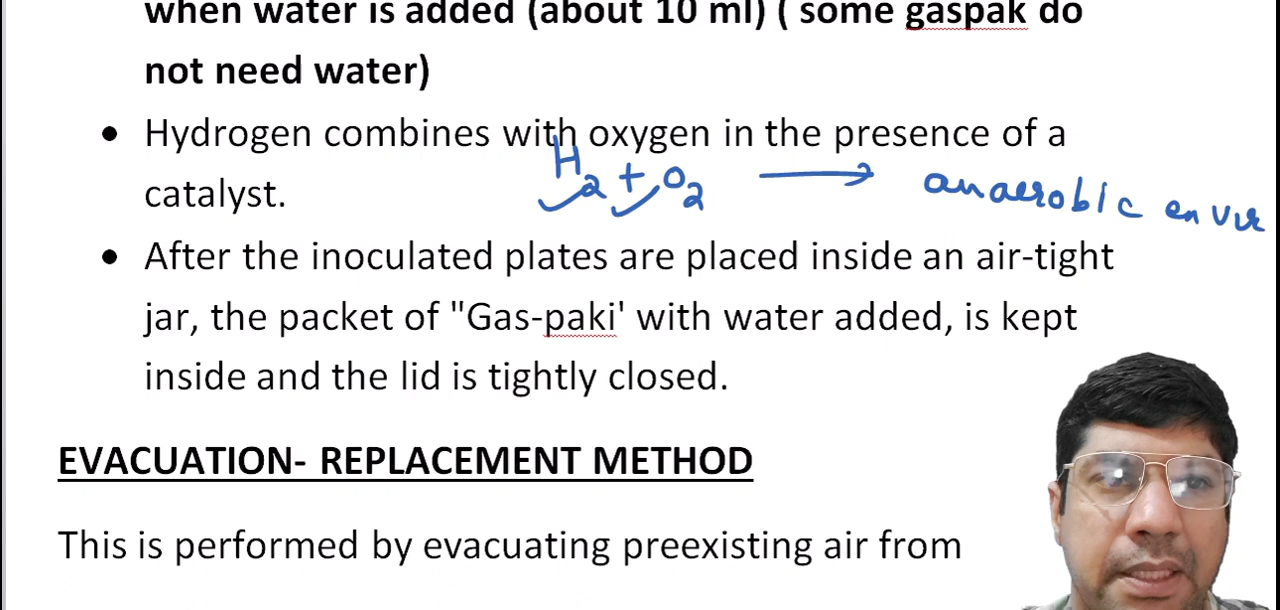 when water is added (about 10 ml) ( some gaspak do
not need water)
• Hydrogen combines with oxygen in the presence of a
catalyst.
H2 + O2 → anaerobic envir
• After the inoculated plates are placed inside an air-tight
jar, the packet of "Gas-paki' with water added, is kept
inside and the lid is tightly closed.
EVACUATION- REPLACEMENT METHOD
This is performed by evacuating preexisting air from